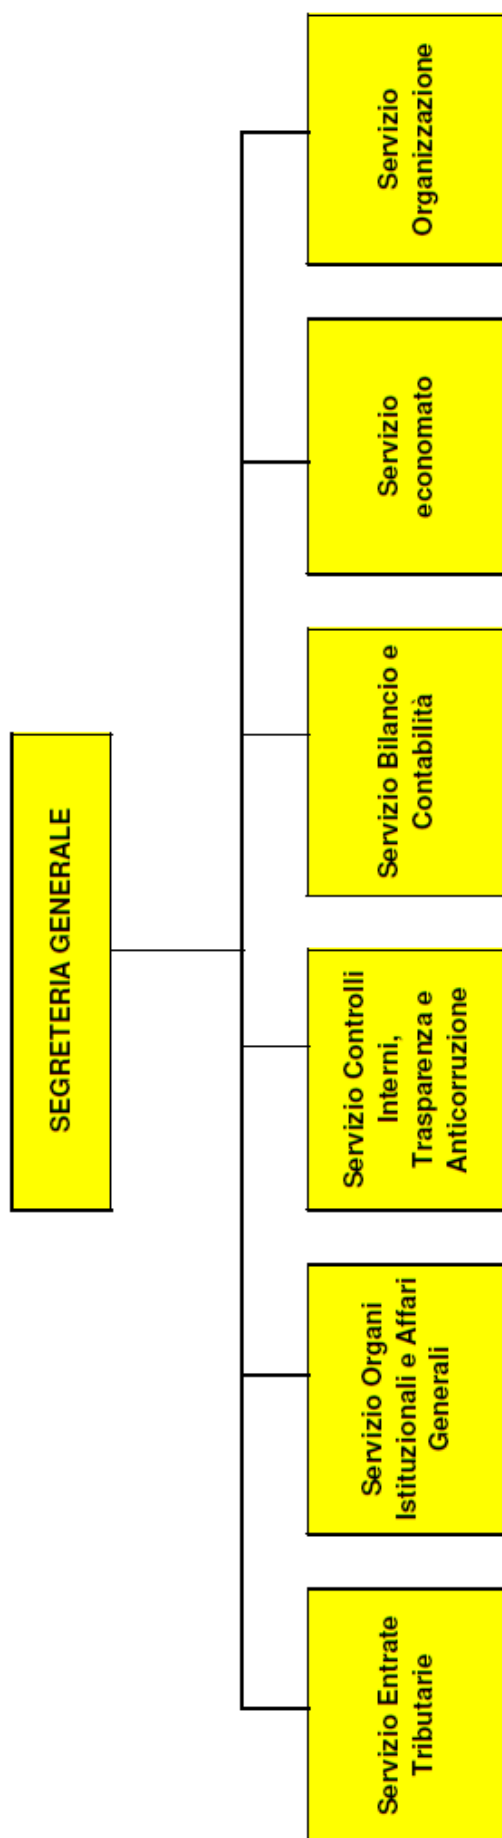 SEGRETERIA GENERALE
Servizio Entrate
Tributarie
Servizio Organi
Istituzionali e Affari
Generali
Servizio Controlli
Interni,
Trasparenza e
Anticorruzione
Servizio Bilancio e
Contabilità
Servizio
economato
Servizio
Organizzazione